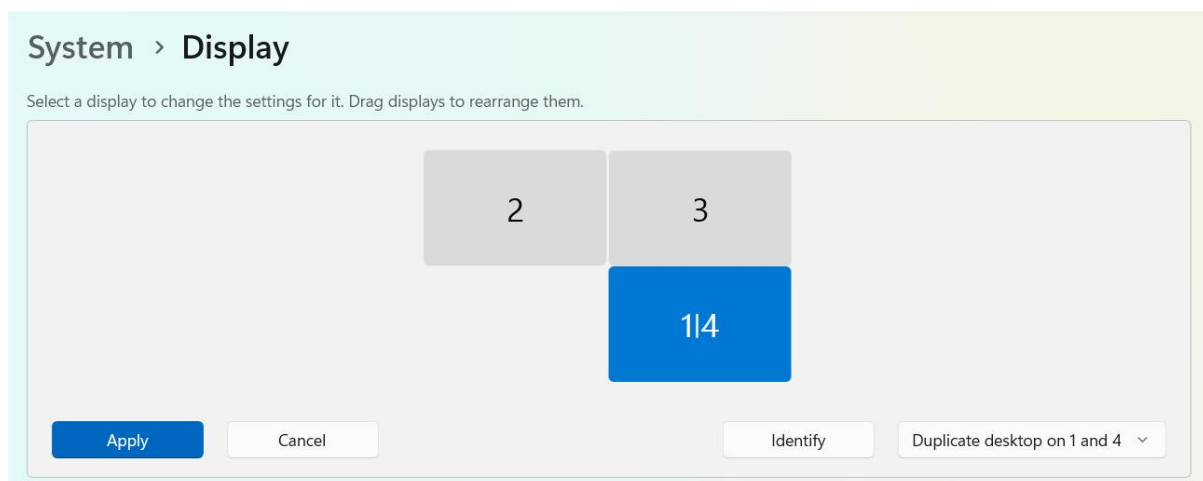 System > Display
Select a display to change the settings for it. Drag displays to rearrange them.
2 3
1|4
Apply Cancel Identify Duplicate desktop on 1 and 4